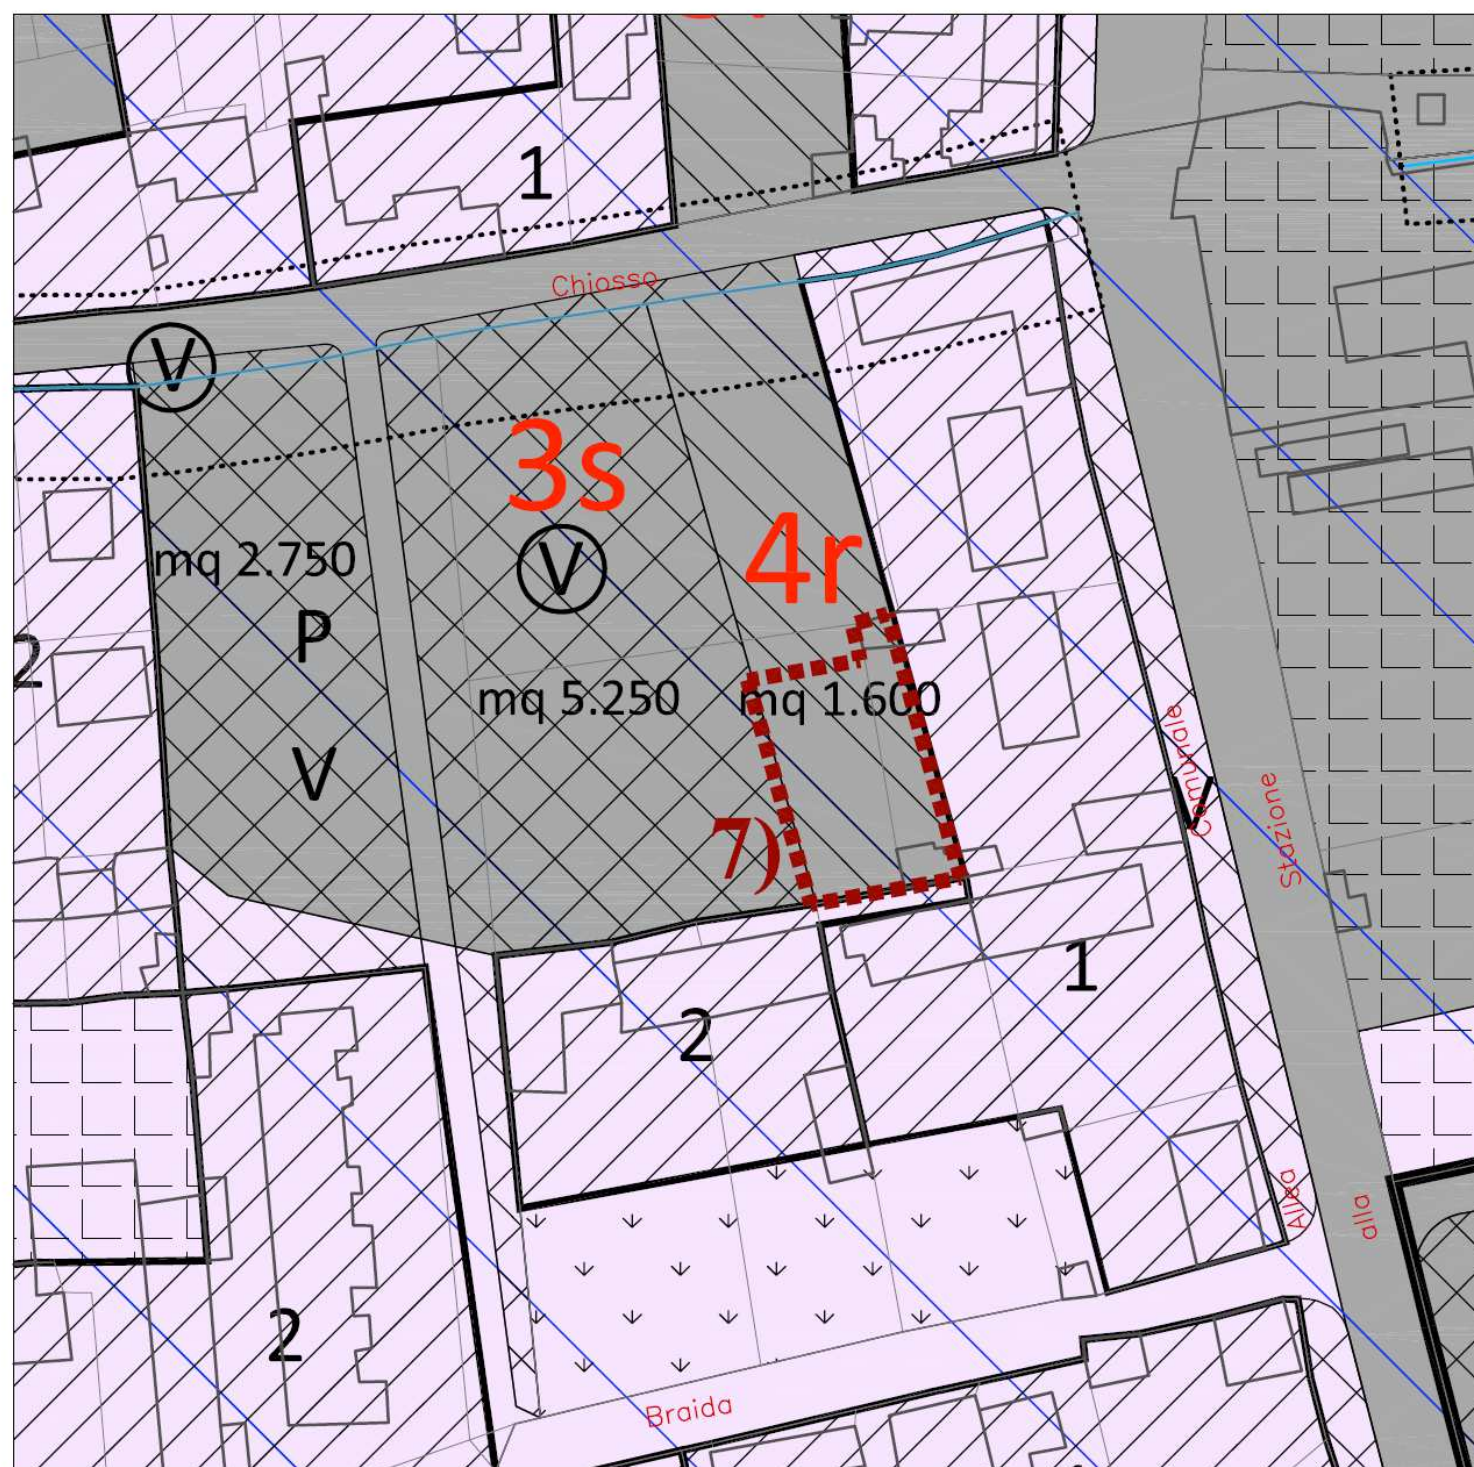 1
Chiosso
V
3s
V
4r
mq 2.750
P
2
mq 5.250
mq 1.600
V
7)
Comunale
V
Stazione
1
2
Allea
alla
2
Braida